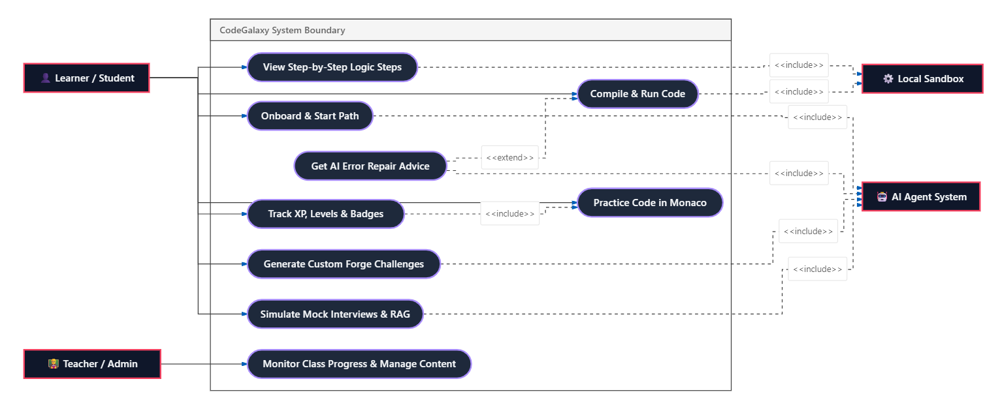 CodeGalaxy System Boundary
Learner / Student
View Step-by-Step Logic Steps
<<include>>
Local Sandbox
Compile & Run Code
<<include>>
Onboard & Start Path
<<include>>
Get AI Error Repair Advice
<<extend>>
<<include>>
AI Agent System
Practice Code in Monaco
Track XP, Levels & Badges
<<include>>
<<include>>
Generate Custom Forge Challenges
<<include>>
Simulate Mock Interviews & RAG
Teacher / Admin
Monitor Class Progress & Manage Content